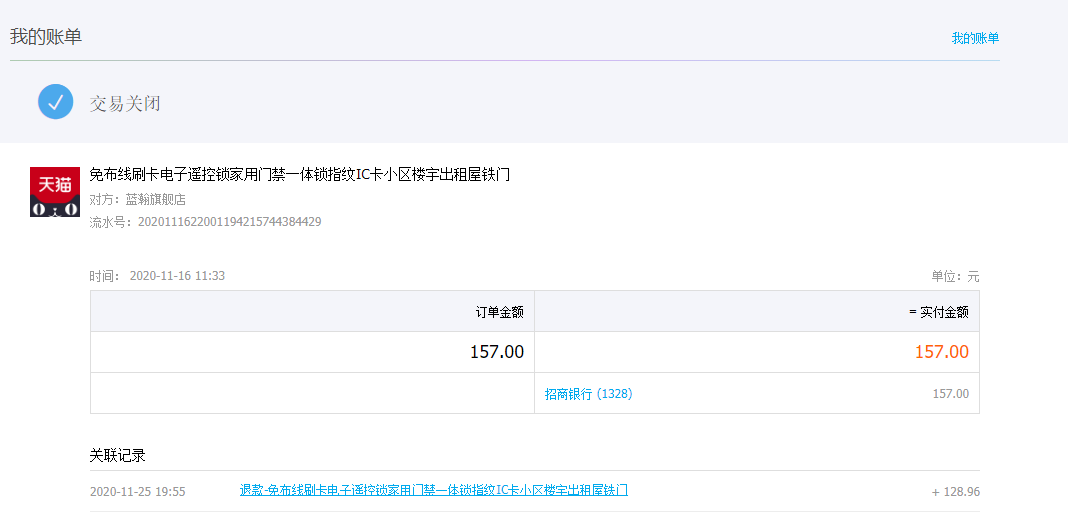 我的账单
我的账单
交易关闭
天猫
免布线刷卡电子遥控锁家用门禁一体锁指纹IC卡小区楼宇出租屋铁门
对方：蓝瀚旗舰店
流水号：2020111622001194215744384429
时间： 2020-11-16 11:33
单位：元
订单金额
= 实付金额
157.00
157.00
招商银行 (1328)
157.00
关联记录
2020-11-25 19:55
退款-免布线刷卡电子遥控锁家用门禁一体锁指纹IC卡小区楼宇出租屋铁门
+ 128.96